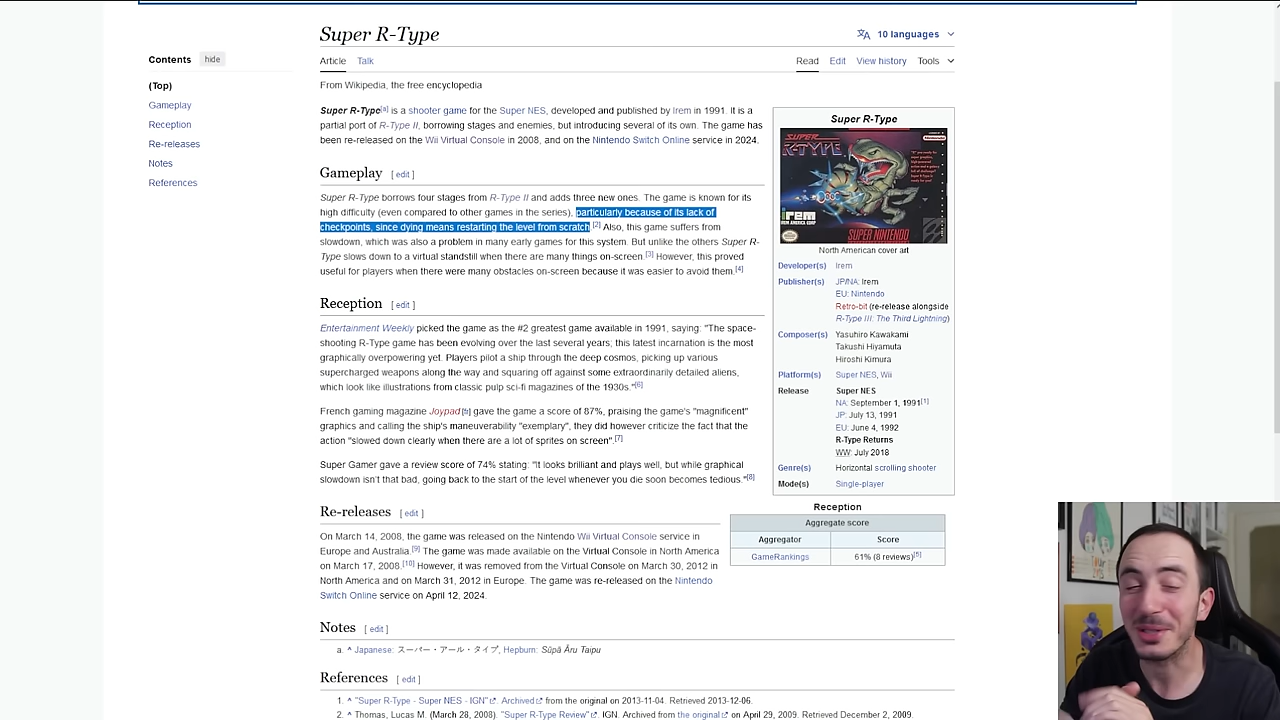 Super R-Type
10 languages
Contents
hide
Article
Talk
Read
Edit
View history
Tools
(Top)
From Wikipedia, the free encyclopedia
Gameplay
Reception
Re-releases
Notes
References
Super R-Type[a] is a shooter game for the Super NES, developed and published by Irem in 1991. It is a
partial port of R-Type II, borrowing stages and enemies, but introducing several of its own. The game has
been re-released on the Wii Virtual Console in 2008, and on the Nintendo Switch Online service in 2024.
Gameplay [ edit ]
Super R-Type borrows four stages from R-Type II and adds three new ones. The game is known for its
high difficulty (even compared to other games in the series), particularly because of its lack of
checkpoints, since dying means restarting the level from scratch.[2] Also, this game suffers from
slowdown, which was also a problem in many early games for this system. But unlike the others Super R-
Type slows down to a virtual standstill when there are many things on-screen.[3] However, this proved
useful for players when there were many obstacles on-screen because it was easier to avoid them.[4]
Reception [ edit ]
Entertainment Weekly picked the game as the #2 greatest game available in 1991, saying: "The space-
shooting R-Type game has been evolving over the last several years; this latest incarnation is the most
graphically overpowering yet. Players pilot a ship through the deep cosmos, picking up various
supercharged weapons along the way and squaring off against some extraordinarily detailed aliens,
which look like illustrations from classic pulp sci-fi magazines of the 1930s."[6]
French gaming magazine Joypad[fr] gave the game a score of 87%, praising the game's "magnificent"
graphics and calling the ship's maneuverability "exemplary", they did however criticize the fact that the
action "slowed down clearly when there are a lot of sprites on screen".[7]
Super Gamer gave a review score of 74% stating: "It looks brilliant and plays well, but while graphical
slowdown isn't that bad, going back to the start of the level whenever you die soon becomes tedious."[8]
Re-releases [ edit ]
On March 14, 2008, the game was released on the Nintendo Wii Virtual Console service in
Europe and Australia.[9] The game was made available on the Virtual Console in North America
on March 17, 2008.[10] However, it was removed from the Virtual Console on March 30, 2012 in
North America and on March 31, 2012 in Europe. The game was re-released on the Nintendo
Switch Online service on April 12, 2024.
Super R-Type
SUPER
R-TYPE
irem
SUPER NINTENDO
North American cover art
Developer(s) Irem
Publisher(s) JP/NA: Irem
EU: Nintendo
Retro-bit (re-release alongside
R-Type III: The Third Lightning)
Composer(s) Yasuhiro Kawakami
Takushi Hiyamuta
Hiroshi Kimura
Platform(s) Super NES, Wii
Release Super NES
NA: September 1, 1991[1]
JP: July 13, 1991
EU: June 4, 1992
R-Type Returns
WW: July 2018
Genre(s) Horizontal scrolling shooter
Mode(s) Single-player
Reception
Aggregate score
Aggregator Score
GameRankings 61% (8 reviews)[5]
Notes [ edit ]
a. ^ Japanese: スーパー・アール・タイプ, Hepburn: Sūpā Āru Taipu
References [ edit ]
1. ^ "Super R-Type - Super NES - IGN". Archived from the original on 2013-11-04. Retrieved 2013-12-06.
2. ^ Thomas, Lucas M. (March 28, 2008). "Super R-Type Review". IGN. Archived from the original on April 29, 2009. Retrieved December 2, 2009.